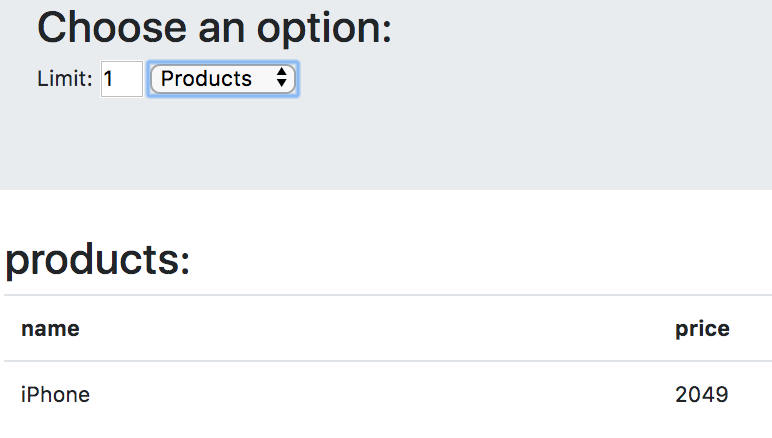 Choose an option:
Limit: 1 Products
products:
name price
iPhone 2049